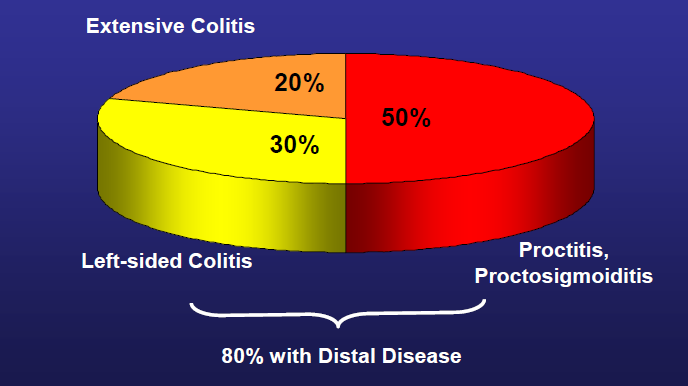 Extensive Colitis
20%
50%
30%
Left-sided Colitis
Proctitis,
Proctosigmoiditis
80% with Distal Disease